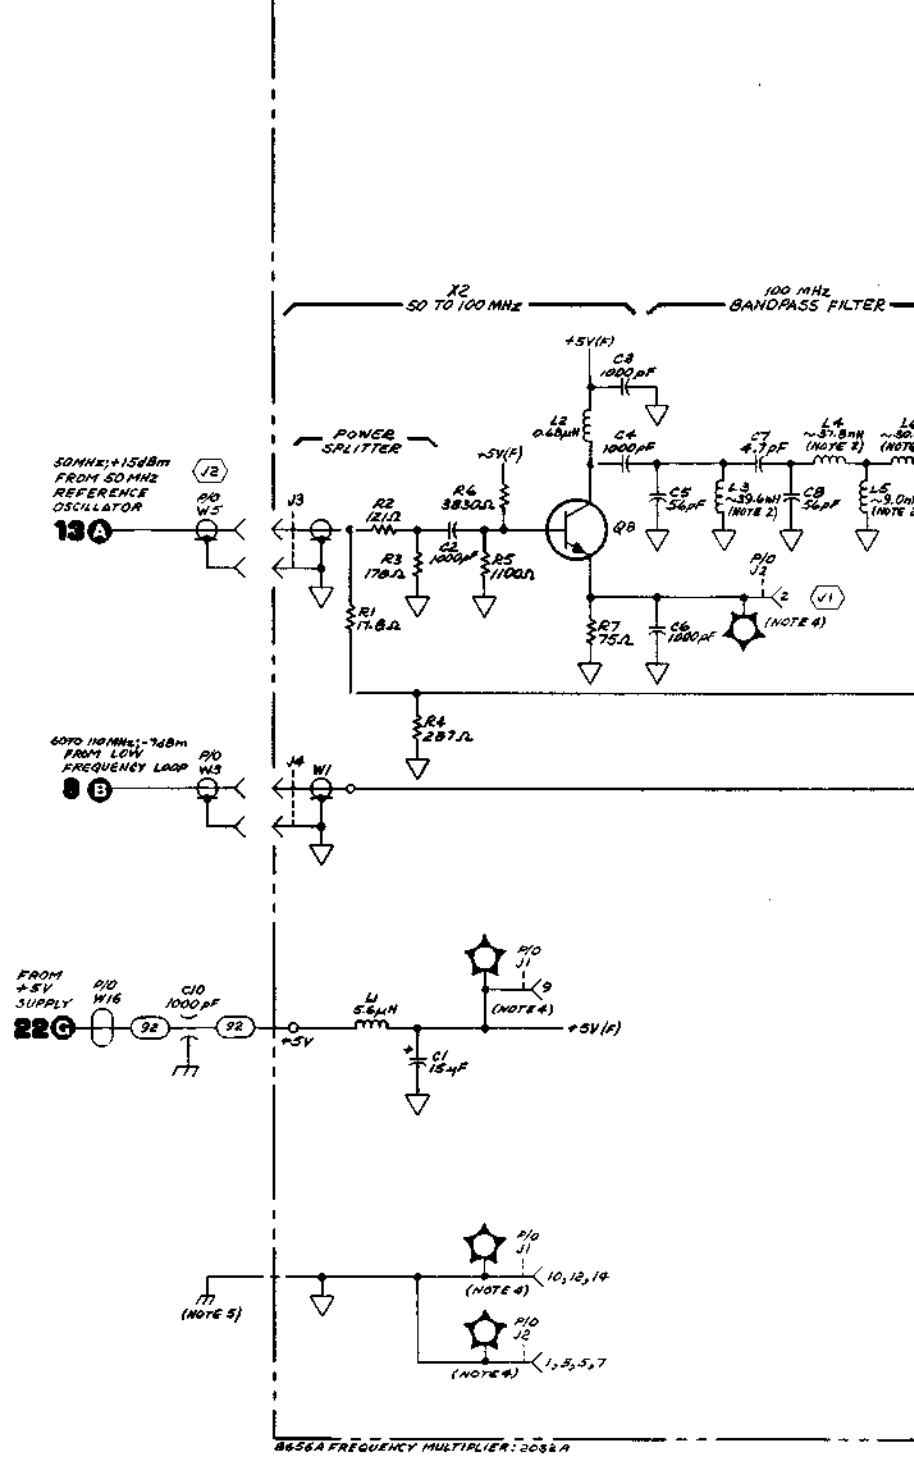 X2
50 TO 100 MHz
100 MHz
BANDPASS FILTER
+5V(F)
C3
1000pF
L2
0.68µH
C4
1000pF
C7
4.7pF
L4
~37.8nH
(NOTE 2)
(NOTE
POWER
SPLITTER
+5V(F)
50MHz;+15dBm
FROM 50MHz
REFERENCE
OSCILLATOR
J2
P/O
W5
13 A
J3
R2
121Ω
R6
3830Ω
C2
1000pF
R3
178Ω
R5
1100Ω
Q8
C5
56pF
L3
~39.6nH
(NOTE 2)
C8
56pF
L5
~9.0nH
(NOTE 2
P/O
J2
2
J1
(NOTE 4)
R1
17.8Ω
R7
75Ω
C6
1000pF
R4
287Ω
60 TO 110MHz;-7dBm
FROM LOW
FREQUENCY LOOP
P/O
W3
8 B
J4
W1
FROM
+5V
SUPPLY
P/O
W16
C10
1000pF
22 G
92
92
+5V
L1
5.6µH
P/O
J1
9
(NOTE 4)
+5V(F)
+
C1
15µF
P/O
J1
10,12,14
(NOTE 4)
(NOTE 5)
P/O
J2
1,3,5,7
(NOTE 4)
8656A FREQUENCY MULTIPLIER: 2032A